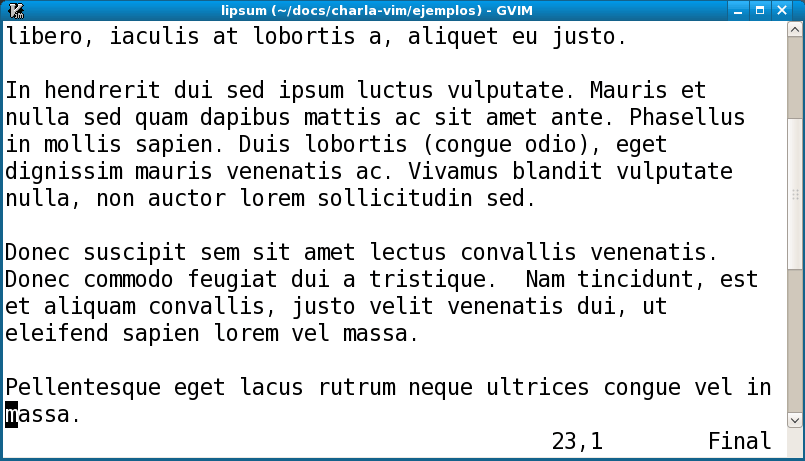 lipsum (~/docs/charla-vim/ejemplos) - GVIM
libero, iaculis at lobortis a, aliquet eu justo.
In hendrerit dui sed ipsum luctus vulputate. Mauris et
nulla sed quam dapibus mattis ac sit amet ante. Phasellus
in mollis sapien. Duis lobortis (congue odio), eget
dignissim mauris venenatis ac. Vivamus blandit vulputate
nulla, non auctor lorem sollicitudin sed.
Donec suscipit sem sit amet lectus convallis venenatis.
Donec commodo feugiat dui a tristique.  Nam tincidunt, est
et aliquam convallis, justo velit venenatis dui, ut
eleifend sapien lorem vel massa.
Pellentesque eget lacus rutrum neque ultrices congue vel in
massa.
23,1 Final